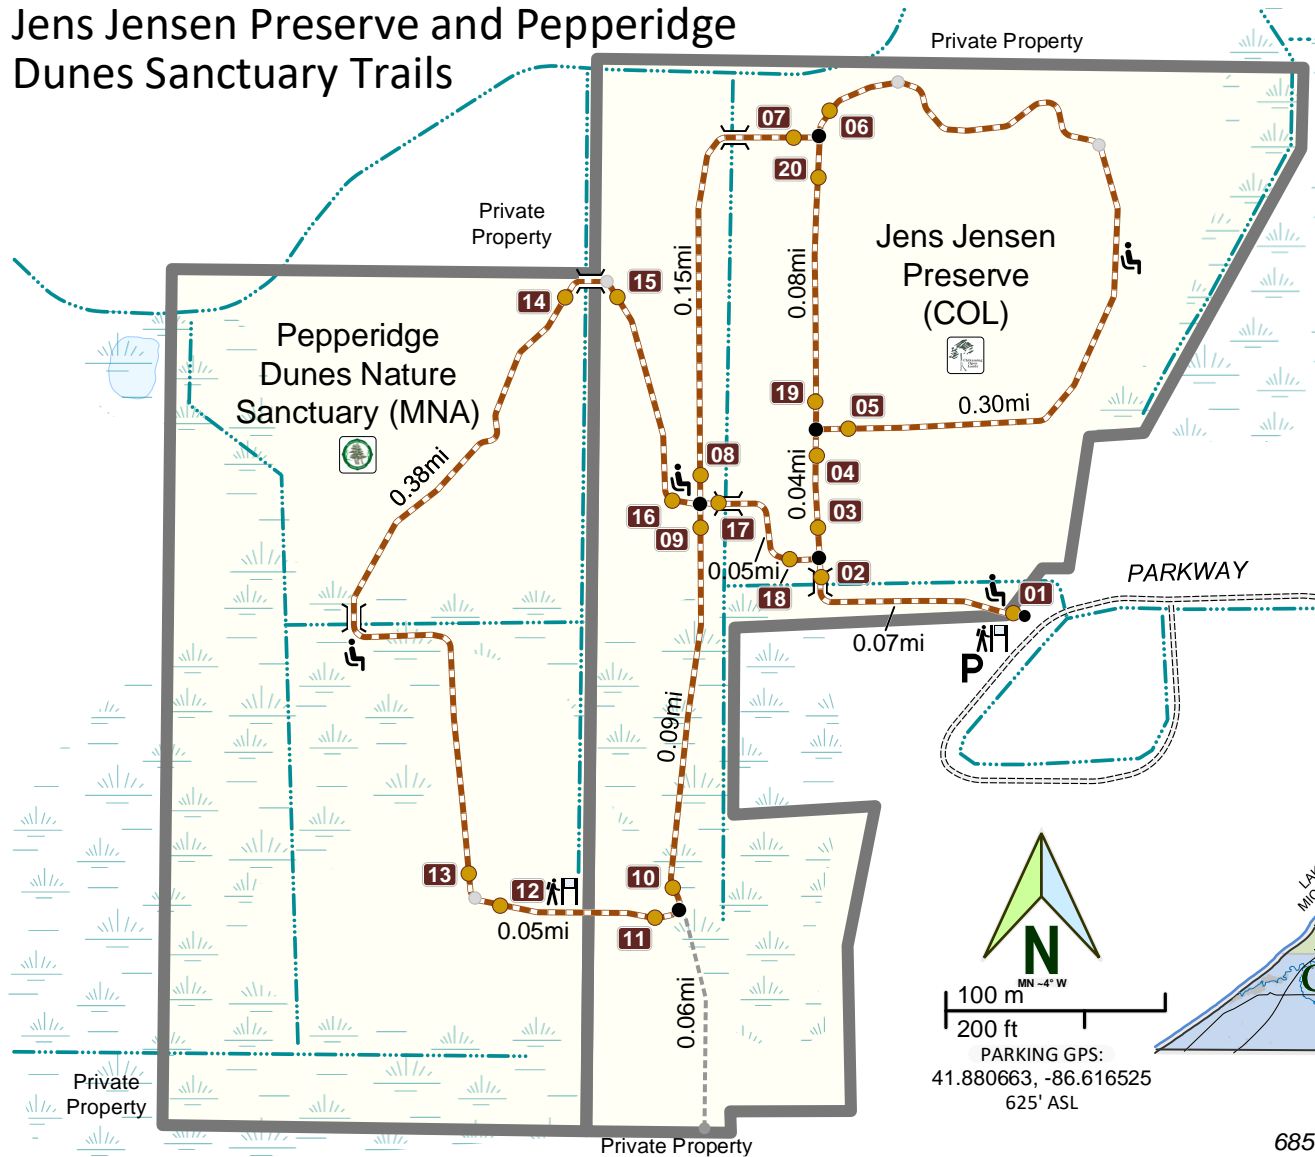 Jens Jensen Preserve and Pepperidge
Dunes Sanctuary Trails
Private Property
07
06
20
Private
Property
Jens Jensen
Preserve
(COL)
0.15mi
0.08mi
14
15
Pepperidge
Dunes Nature
Sanctuary (MNA)
19
05
0.30mi
0.38mi
08
04
0.04mi
16
17
03
09
0.05mi
02
18
PARKWAY
01
0.07mi
P
0.09mi
13
12
10
0.05mi
11
0.06mi
N
MN ~4° W
100 m
200 ft
PARKING GPS:
41.880663, -86.616525
625' ASL
Private
Property
Private Property
685